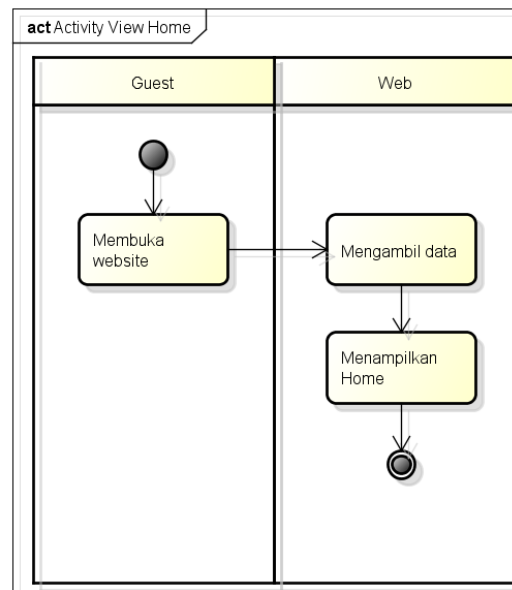 act Activity View Home
Guest
Web
Membuka
website
Mengambil data
Menampilkan
Home